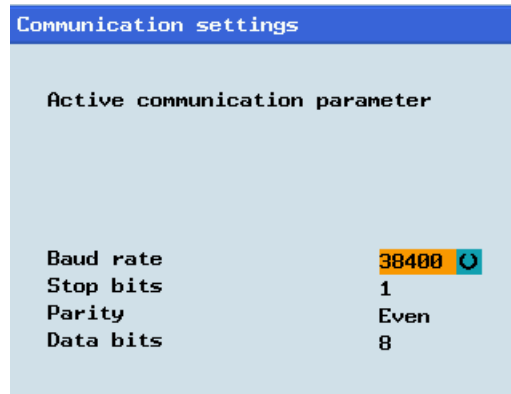 Communication settings
Active communication parameter
Baud rate 38400
Stop bits 1
Parity Even
Data bits 8